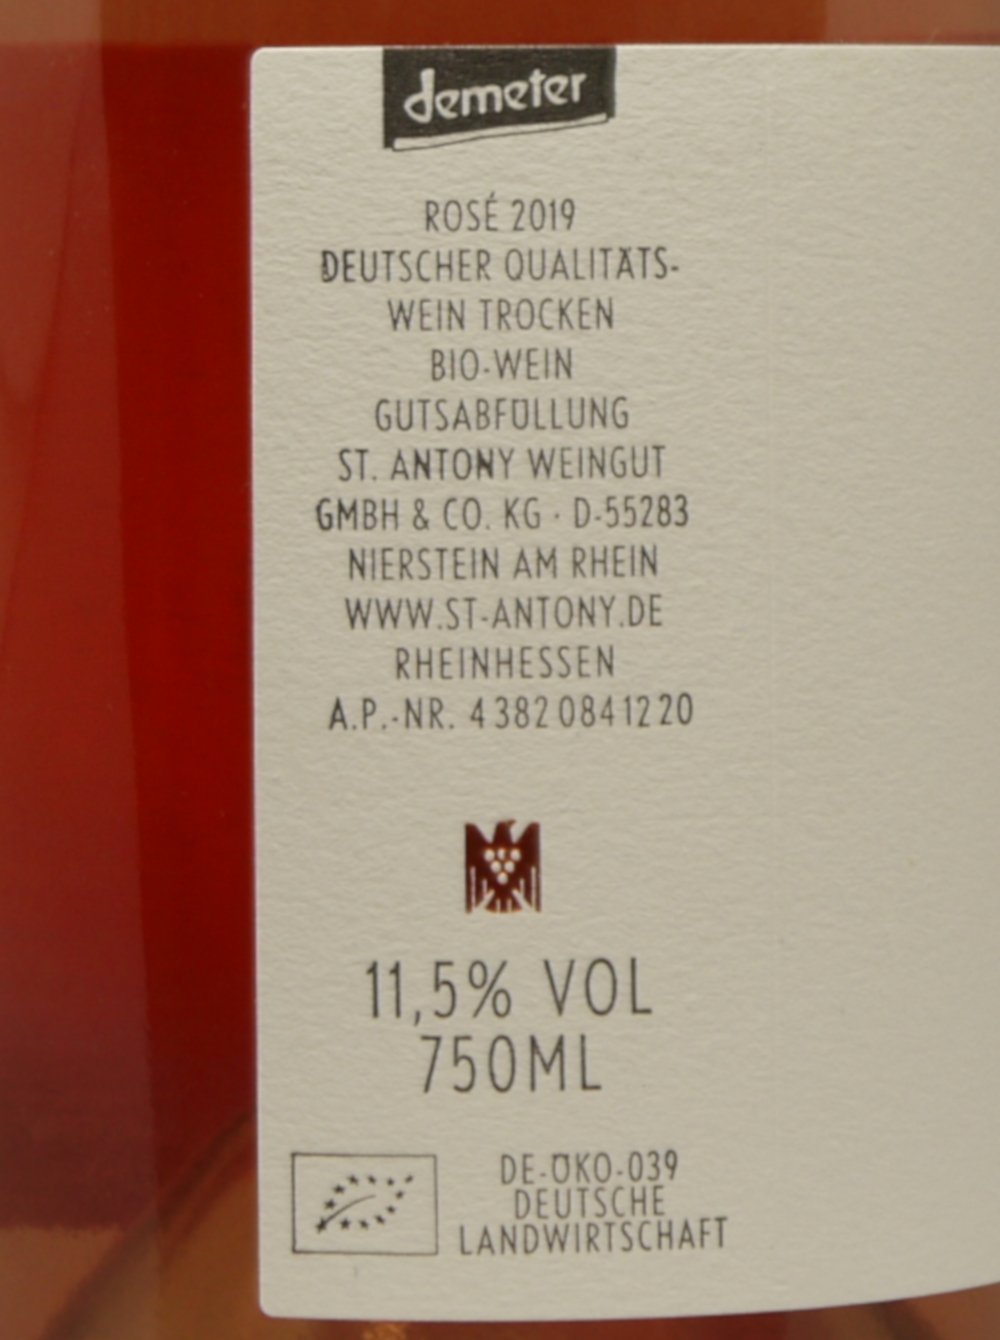 demeter
ROSÉ 2019
DEUTSCHER QUALITÄTS-
WEIN TROCKEN
BIO-WEIN
GUTSABFÜLLUNG
ST. ANTONY WEINGUT
GMBH & CO. KG · D-55283
NIERSTEIN AM RHEIN
WWW.ST-ANTONY.DE
RHEINHESSEN
A.P.-NR. 4 382 084 12 20
11,5% VOL
750ML
DE-ÖKO-039
DEUTSCHE
LANDWIRTSCHAFT